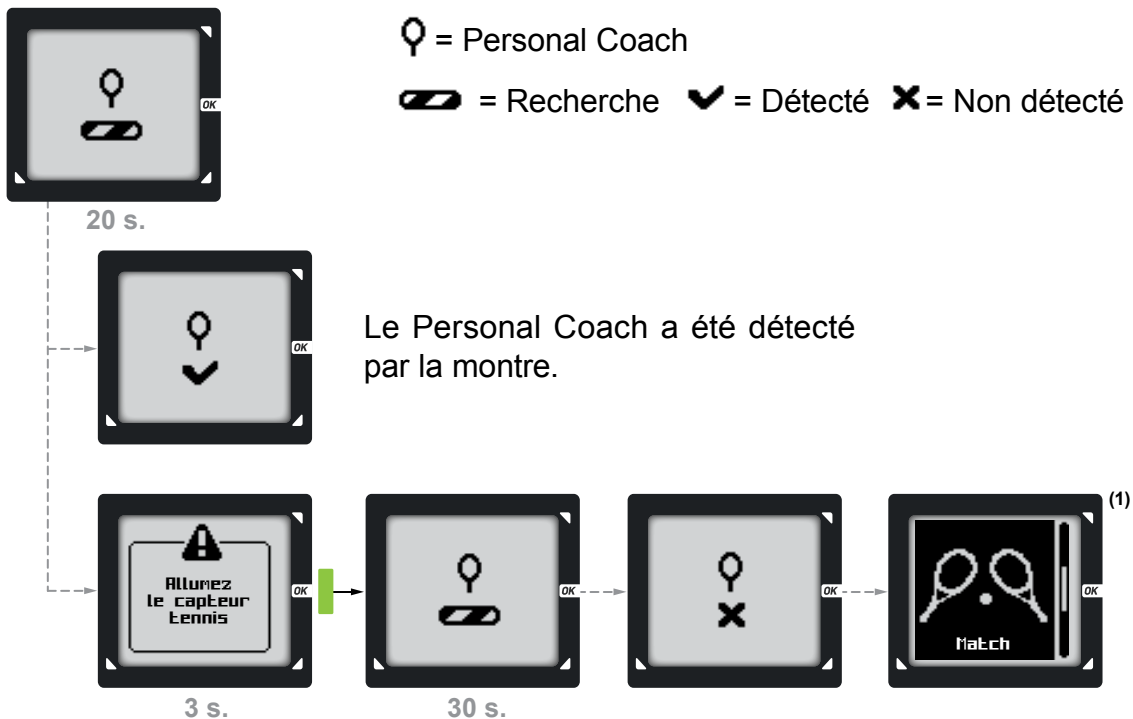 = Personal Coach
= Recherche = Détecté = Non détecté
OK
20 s.
OK
Le Personal Coach a été détecté
par la montre.
(1)
Allumez
le capteur
tennis
OK
OK
OK
Match
OK
3 s.
30 s.